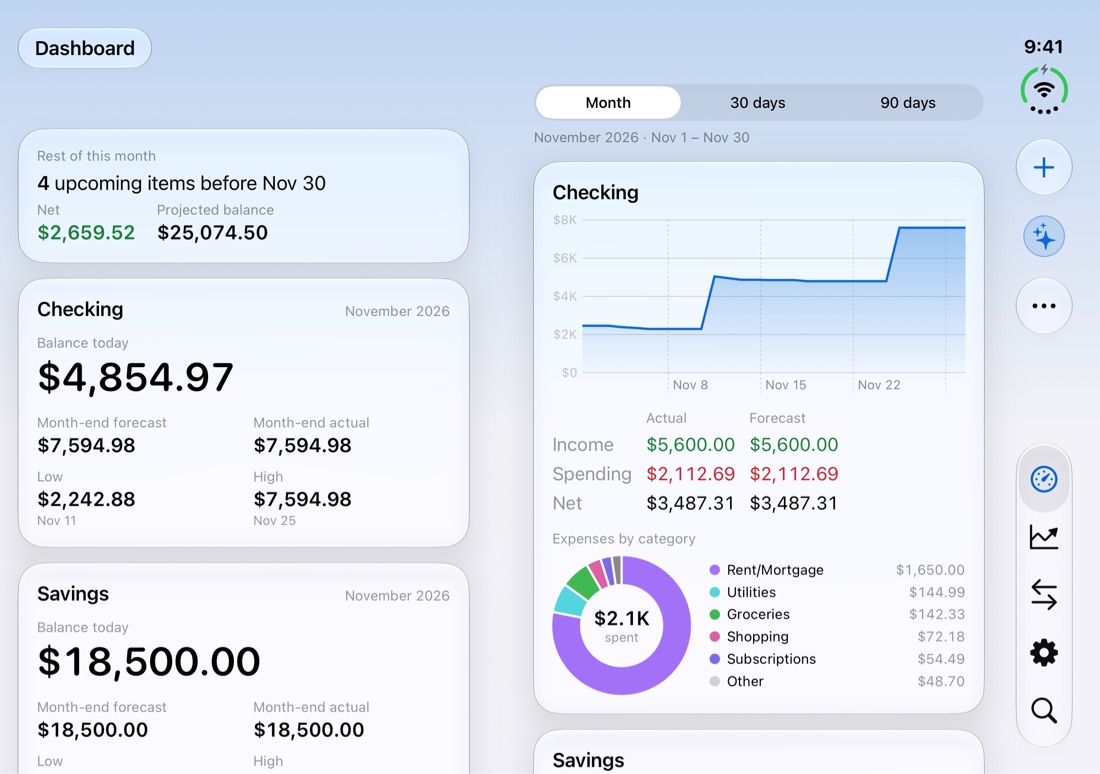 Dashboard
9:41
Rest of this month
4 upcoming items before Nov 30
Net Projected balance
$2,659.52 $25,074.50
Checking November 2026
Balance today
$4,854.97
Month-end forecast Month-end actual
$7,594.98 $7,594.98
Low High
$2,242.88 $7,594.98
Nov 11 Nov 25
Savings November 2026
Balance today
$18,500.00
Month-end forecast Month-end actual
$18,500.00 $18,500.00
Low High
Month 30 days 90 days
November 2026 · Nov 1 – Nov 30
Checking
$8K
$6K
$4K
$2K
$0
Nov 8 Nov 15 Nov 22
Actual Forecast
Income $5,600.00 $5,600.00
Spending $2,112.69 $2,112.69
Net $3,487.31 $3,487.31
Expenses by category
$2.1K
spent
Rent/Mortgage $1,650.00
Utilities $144.99
Groceries $142.33
Shopping $72.18
Subscriptions $54.49
Other $48.70
Savings